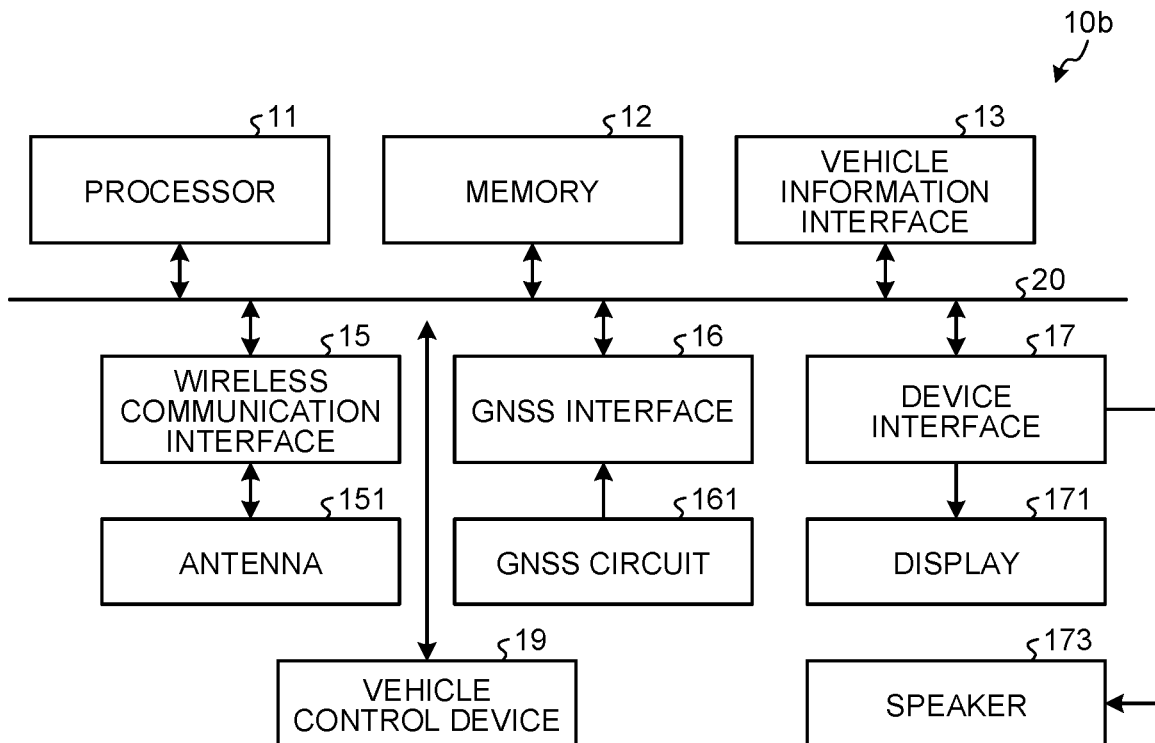 10b
11
12
13
PROCESSOR
MEMORY
VEHICLE
INFORMATION
INTERFACE
20
15
16
17
WIRELESS
COMMUNICATION
INTERFACE
GNSS INTERFACE
DEVICE
INTERFACE
151
161
171
ANTENNA
GNSS CIRCUIT
DISPLAY
19
173
VEHICLE
CONTROL DEVICE
SPEAKER